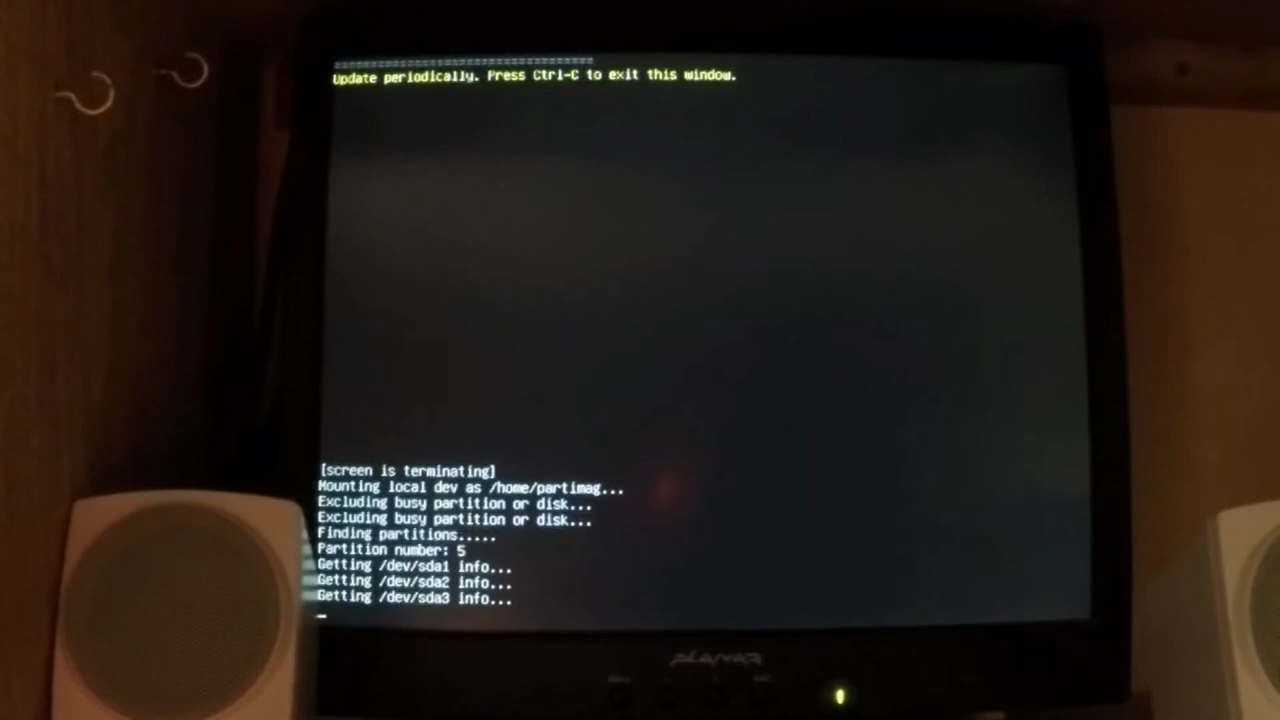 Update periodically. Press Ctrl-C to exit this window.
[screen is terminating]
Mounting local dev as /home/partimag...
Excluding busy partition or disk...
Excluding busy partition or disk...
Finding partitions.....
Partition number: 5
Getting /dev/sda1 info...
Getting /dev/sda2 info...
Getting /dev/sda3 info...
PLANAR